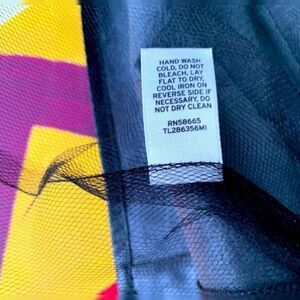 HAND WASH
COLD, DO NOT
BLEACH, LAY
FLAT TO DRY,
COOL IRON ON
REVERSE SIDE IF
NECESSARY, DO
NOT DRY CLEAN
RN58665
TL286356MI